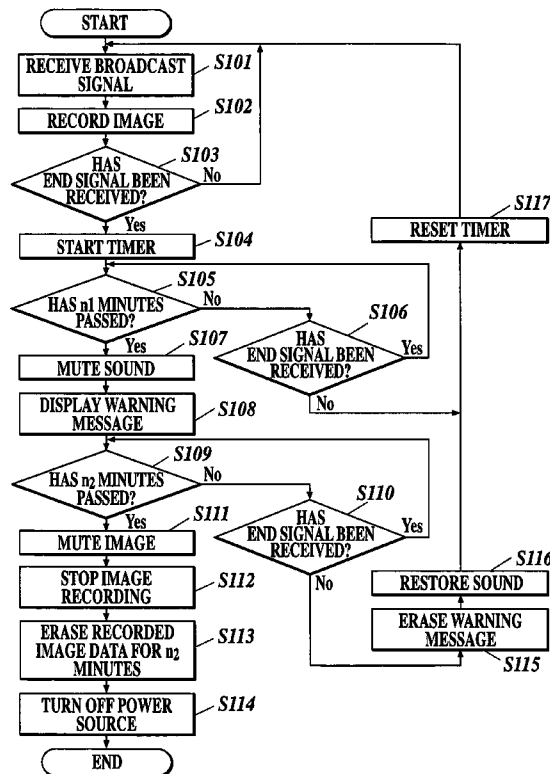 START
RECEIVE BROADCAST
SIGNAL
S101
RECORD IMAGE
S102
HAS
END SIGNAL BEEN
RECEIVED?
S103
No
Yes
START TIMER
S104
HAS n1 MINUTES
PASSED?
S105
No
Yes
HAS
END SIGNAL BEEN
RECEIVED?
S106
Yes
No
MUTE SOUND
S107
DISPLAY WARNING
MESSAGE
S108
HAS n2 MINUTES
PASSED?
S109
No
Yes
HAS
END SIGNAL BEEN
RECEIVED?
S110
Yes
No
MUTE IMAGE
S111
STOP IMAGE
RECORDING
S112
ERASE RECORDED
IMAGE DATA FOR n2
MINUTES
S113
TURN OFF POWER
SOURCE
S114
END
ERASE WARNING
MESSAGE
S115
RESTORE SOUND
S116
RESET TIMER
S117